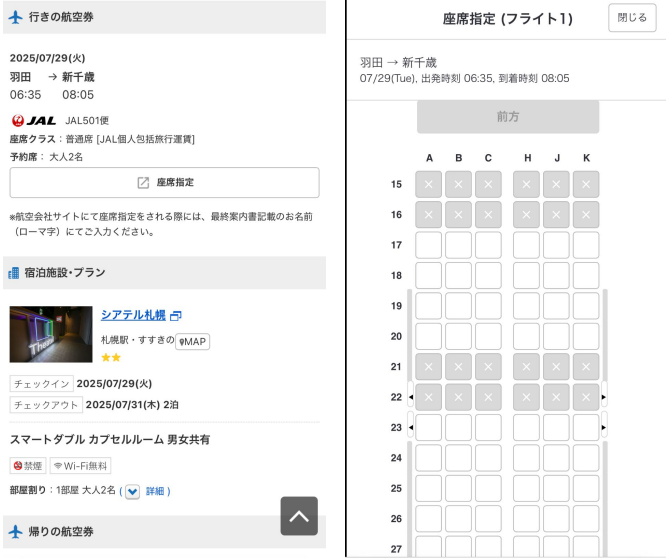 行きの航空券
2025/07/29(火)
羽田 → 新千歳
06:35 08:05
JAL JAL501便
座席クラス：普通席 [JAL個人包括旅行運賃]
予約席： 大人2名
座席指定
※航空会社サイトにて座席指定をされる際には、最終案内書記載のお名前
（ローマ字）にてご入力ください。
宿泊施設･プラン
シアテル札幌
札幌駅・すすきの MAP
チェックイン 2025/07/29(火)
チェックアウト 2025/07/31(木) 2泊
スマートダブル カプセルルーム 男女共有
禁煙 Wi-Fi無料
部屋割り：1部屋 大人2名 ( 詳細 )
帰りの航空券
座席指定 (フライト1)
閉じる
羽田 → 新千歳
07/29(Tue), 出発時刻 06:35, 到着時刻 08:05
前方
A B C H J K
15
16
17
18
19
20
21
22
23
24
25
26
27